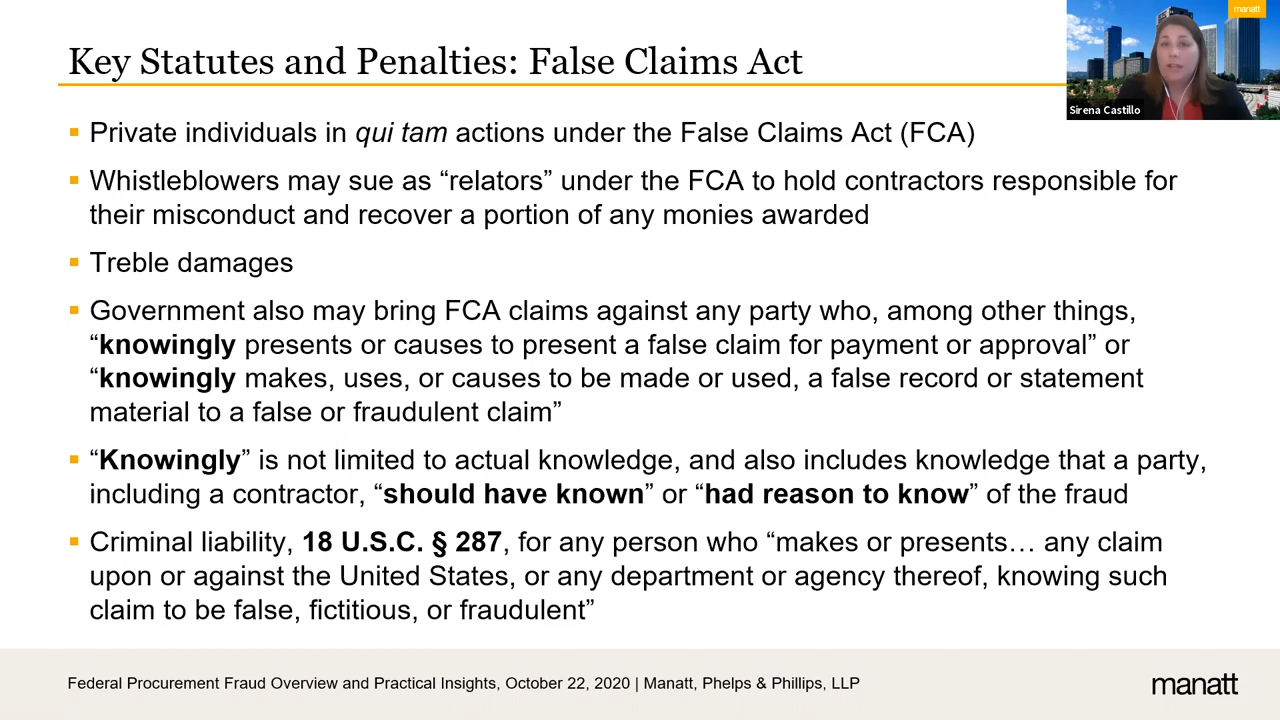 Key Statutes and Penalties: False Claims Act
manatt
Sirena Castillo
▪ Private individuals in qui tam actions under the False Claims Act (FCA)
▪ Whistleblowers may sue as “relators” under the FCA to hold contractors responsible for
their misconduct and recover a portion of any monies awarded
▪ Treble damages
▪ Government also may bring FCA claims against any party who, among other things,
“knowingly presents or causes to present a false claim for payment or approval” or
“knowingly makes, uses, or causes to be made or used, a false record or statement
material to a false or fraudulent claim”
▪ “Knowingly” is not limited to actual knowledge, and also includes knowledge that a party,
including a contractor, “should have known” or “had reason to know” of the fraud
▪ Criminal liability, 18 U.S.C. § 287, for any person who “makes or presents… any claim
upon or against the United States, or any department or agency thereof, knowing such
claim to be false, fictitious, or fraudulent”
Federal Procurement Fraud Overview and Practical Insights, October 22, 2020 | Manatt, Phelps & Phillips, LLP
manatt